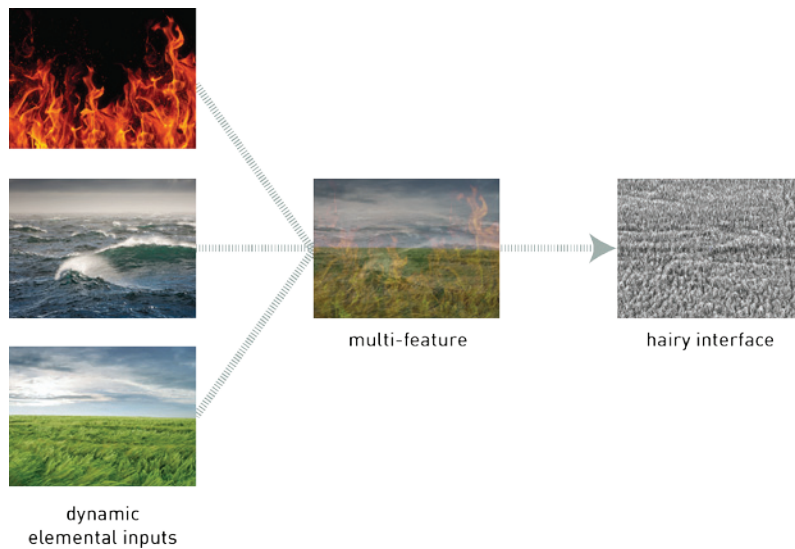 multi-feature
hairy interface
dynamic
elemental inputs